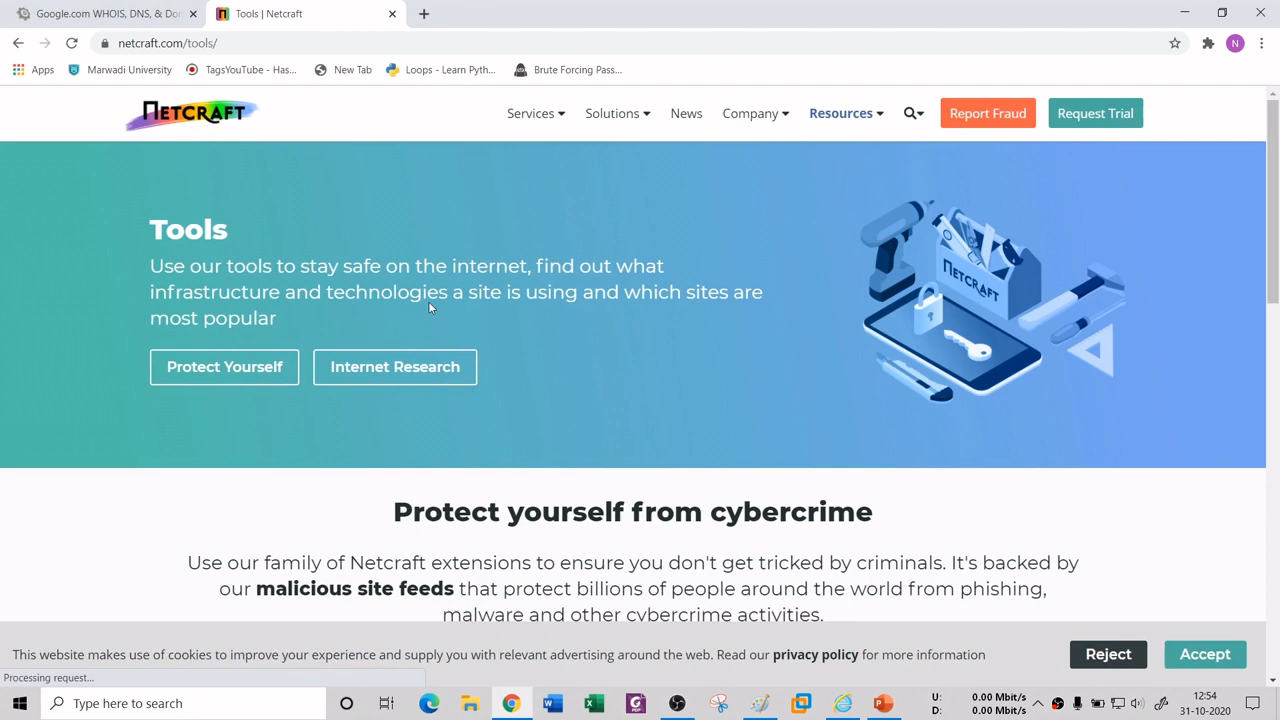 Google.com WHOIS, DNS, & Do
Tools | Netcraft
netcraft.com/tools/
N
Apps
Marwadi University
TagsYouTube - Has...
New Tab
Loops - Learn Pyth...
Brute Forcing Pass...
NETCRAFT
Services
Solutions
News
Company
Resources
Report Fraud
Request Trial
Tools
Use our tools to stay safe on the internet, find out what
infrastructure and technologies a site is using and which sites are
most popular
Protect Yourself
Internet Research
NETCRAFT
Protect yourself from cybercrime
Use our family of Netcraft extensions to ensure you don't get tricked by criminals. It's backed by
our malicious site feeds that protect billions of people around the world from phishing,
malware and other cybercrime activities.
This website makes use of cookies to improve your experience and supply you with relevant advertising around the web. Read our privacy policy for more information
Reject
Accept
Processing request...
Type here to search
U: 0.00 Mbit/s
D: 0.00 Mbit/s
12:54
31-10-2020